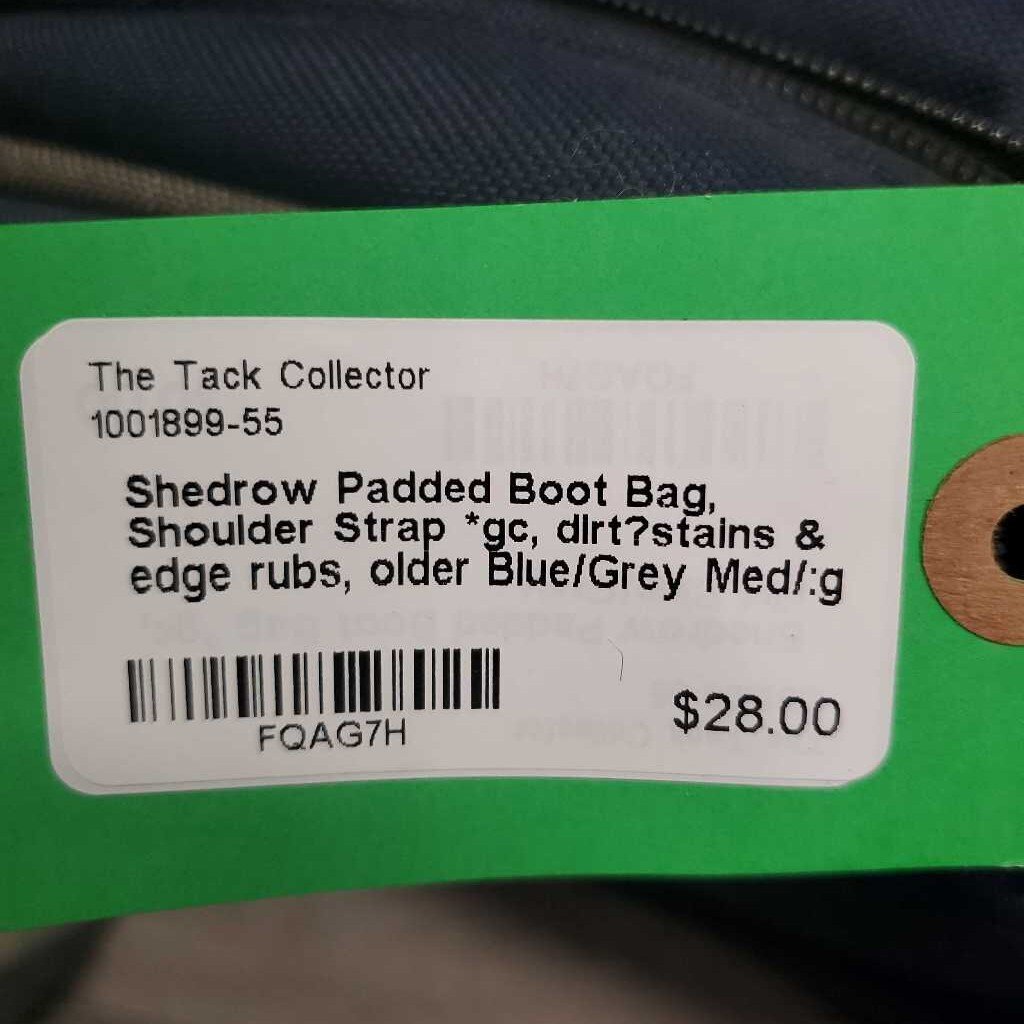 The Tack Collector
1001899-55
Shedrow Padded Boot Bag,
Shoulder Strap *gc, dirt?stains &
edge rubs, older Blue/Grey Med/:g
FQAG7H
$28.00